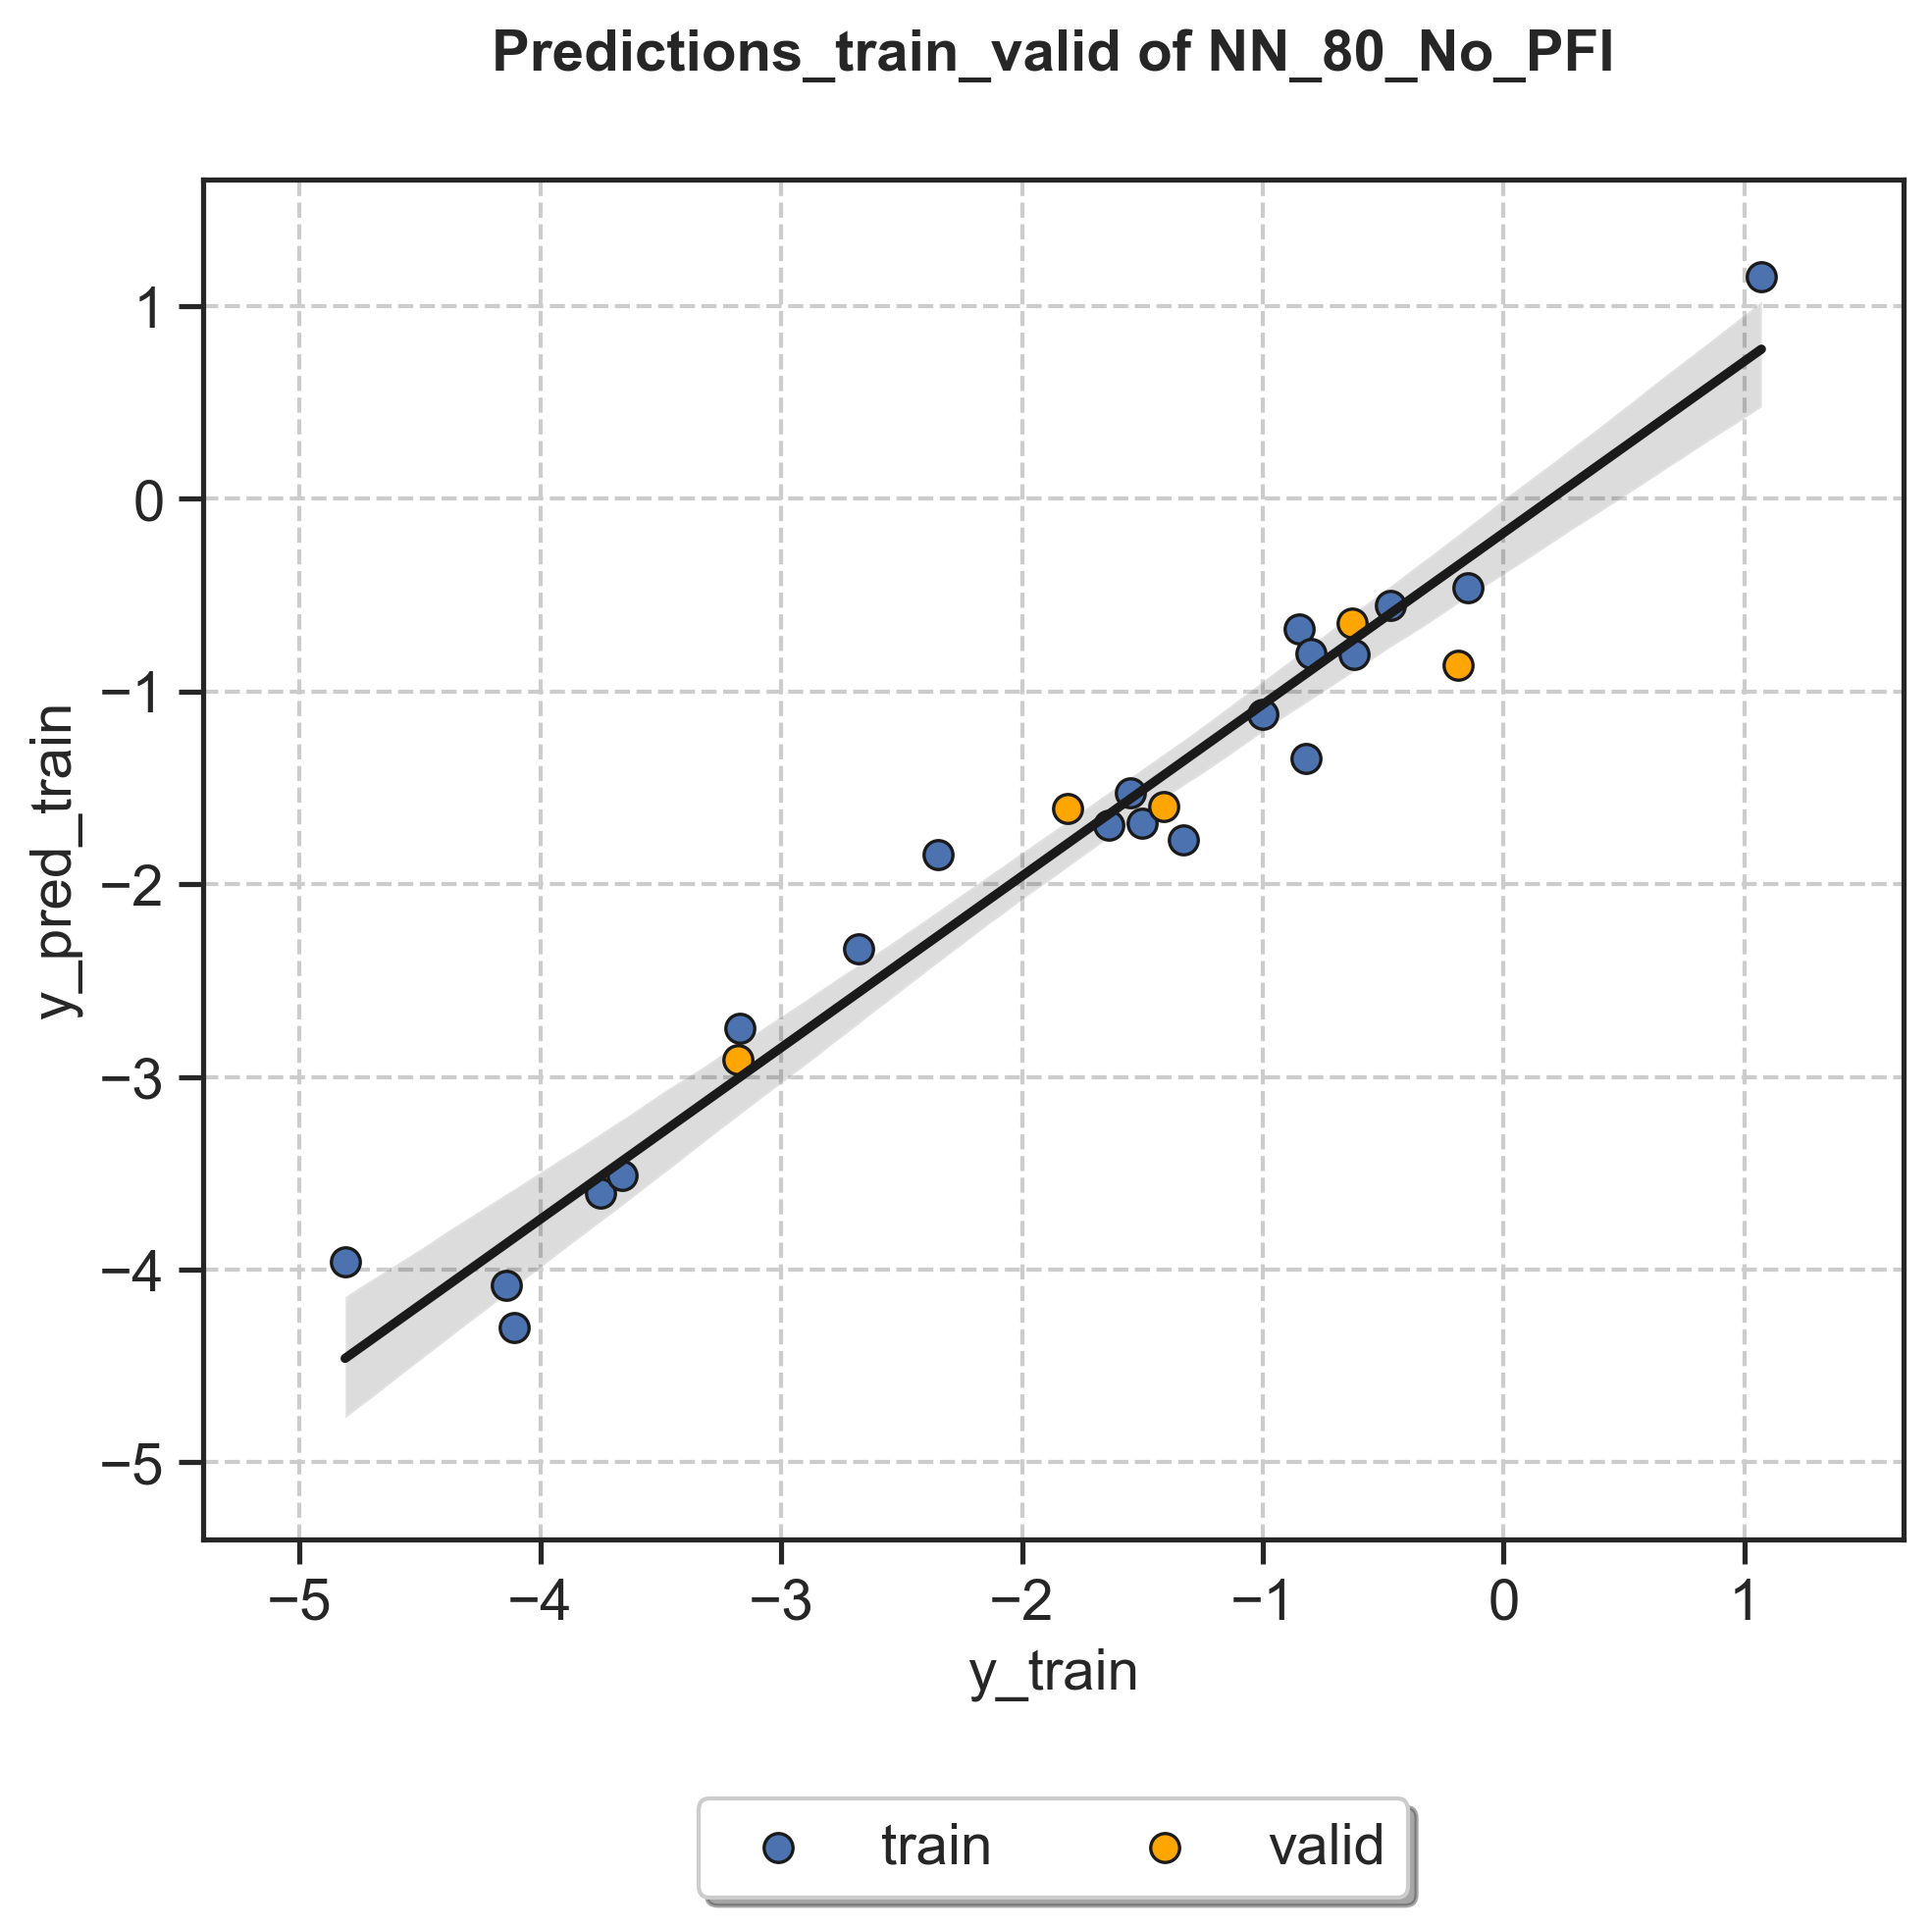 Predictions_train_valid of NN_80_No_PFI
1
0
−1
−2
−3
−4
−5
y_pred_train
−5 −4 −3 −2 −1 0 1
y_train
train valid